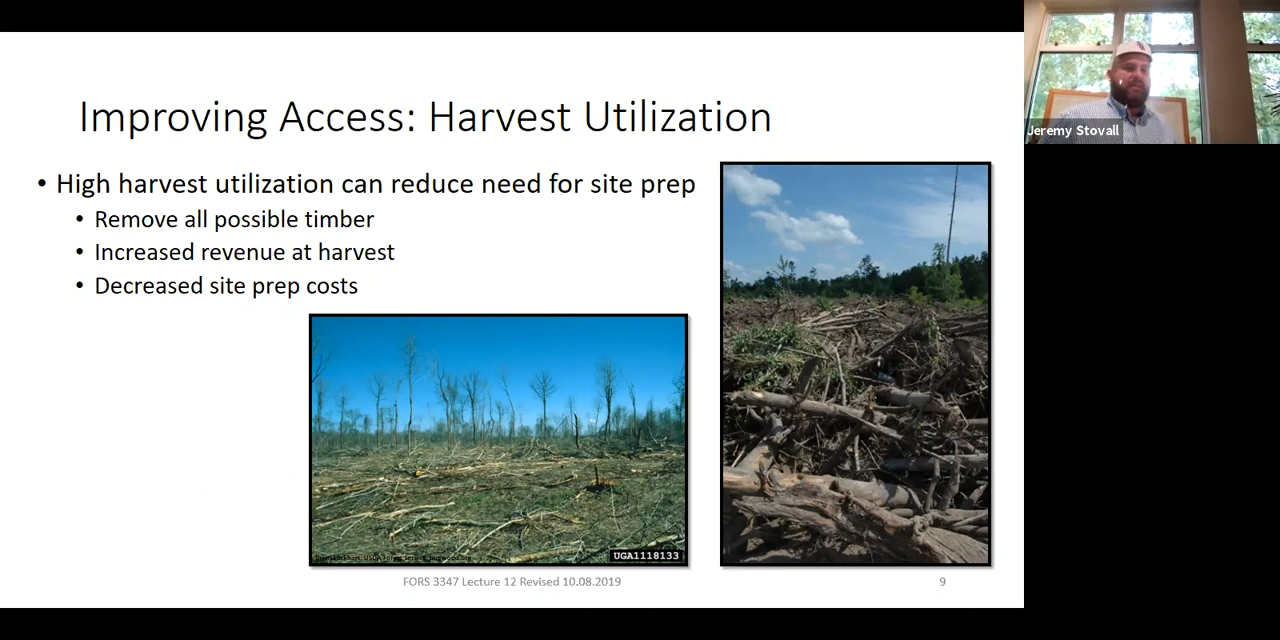 Improving Access: Harvest Utilization
• High harvest utilization can reduce need for site prep
• Remove all possible timber
• Increased revenue at harvest
• Decreased site prep costs
UGA1118133
FORS 3347 Lecture 12 Revised 10.08.2019
9
Jeremy Stovall